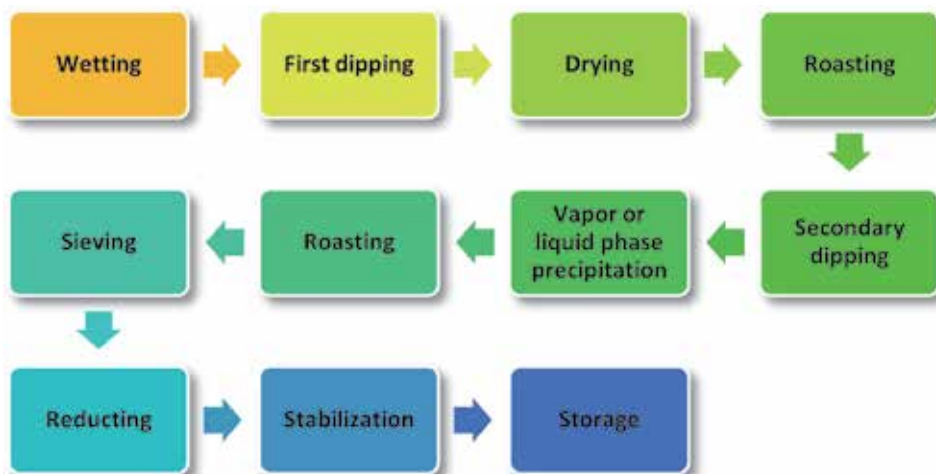 Wetting
First dipping
Drying
Roasting
Secondary
dipping
Vapor or
liquid phase
precipitation
Roasting
Sieving
Reducting
Stabilization
Storage